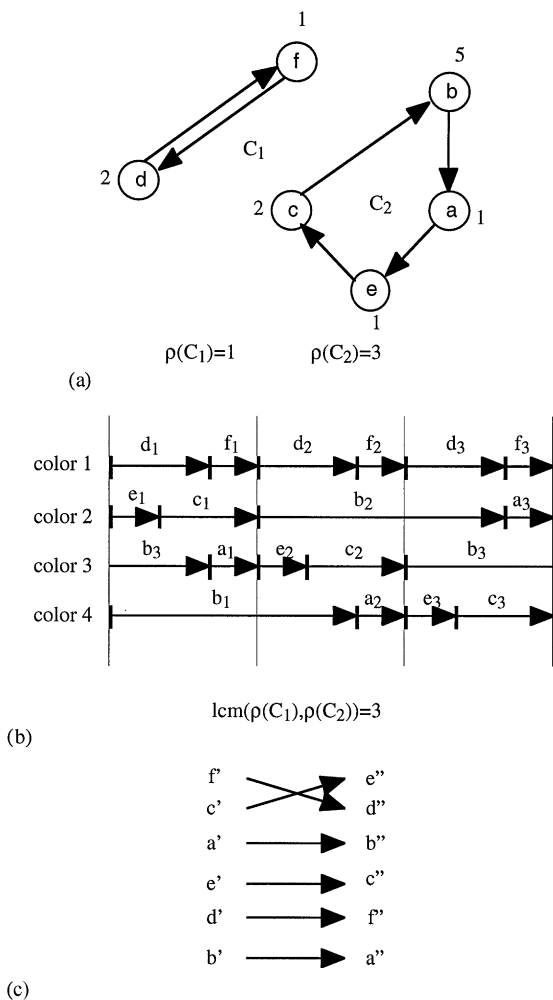 1
f
5
b
C1
2
d
2
c
C2
a
1
e
1
ρ(C1)=1 ρ(C2)=3
(a)
d1 f1 d2 f2 d3 f3
color 1
e1 c1 b2 a3
color 2
b3 a1 e2 c2 b3
color 3
b1 a2 e3 c3
color 4
lcm(ρ(C1),ρ(C2))=3
(b)
f' e''
c' d''
a' b''
e' c''
d' f''
b' a''
(c)